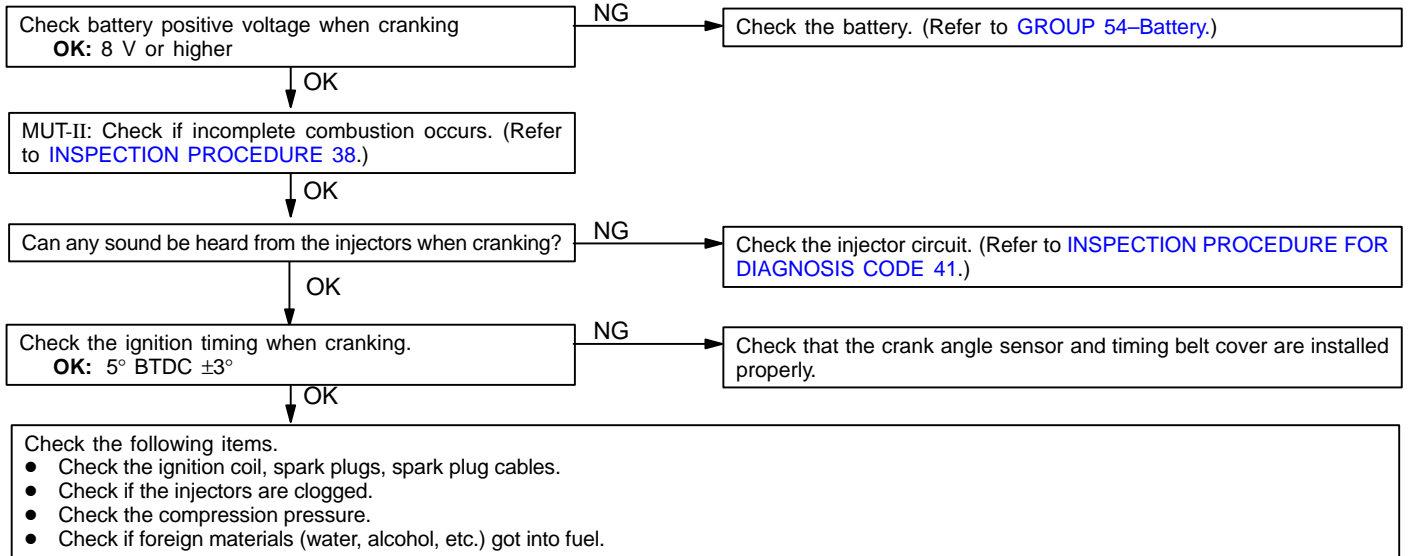 Check battery positive voltage when cranking
OK: 8 V or higher
NG
Check the battery. (Refer to GROUP 54–Battery.)
OK
MUT-II: Check if incomplete combustion occurs. (Refer
to INSPECTION PROCEDURE 38.)
OK
Can any sound be heard from the injectors when cranking?
NG
Check the injector circuit. (Refer to INSPECTION PROCEDURE FOR
DIAGNOSIS CODE 41.)
OK
Check the ignition timing when cranking.
OK: 5° BTDC ±3°
NG
Check that the crank angle sensor and timing belt cover are installed
properly.
OK
Check the following items.
● Check the ignition coil, spark plugs, spark plug cables.
● Check if the injectors are clogged.
● Check the compression pressure.
● Check if foreign materials (water, alcohol, etc.) got into fuel.